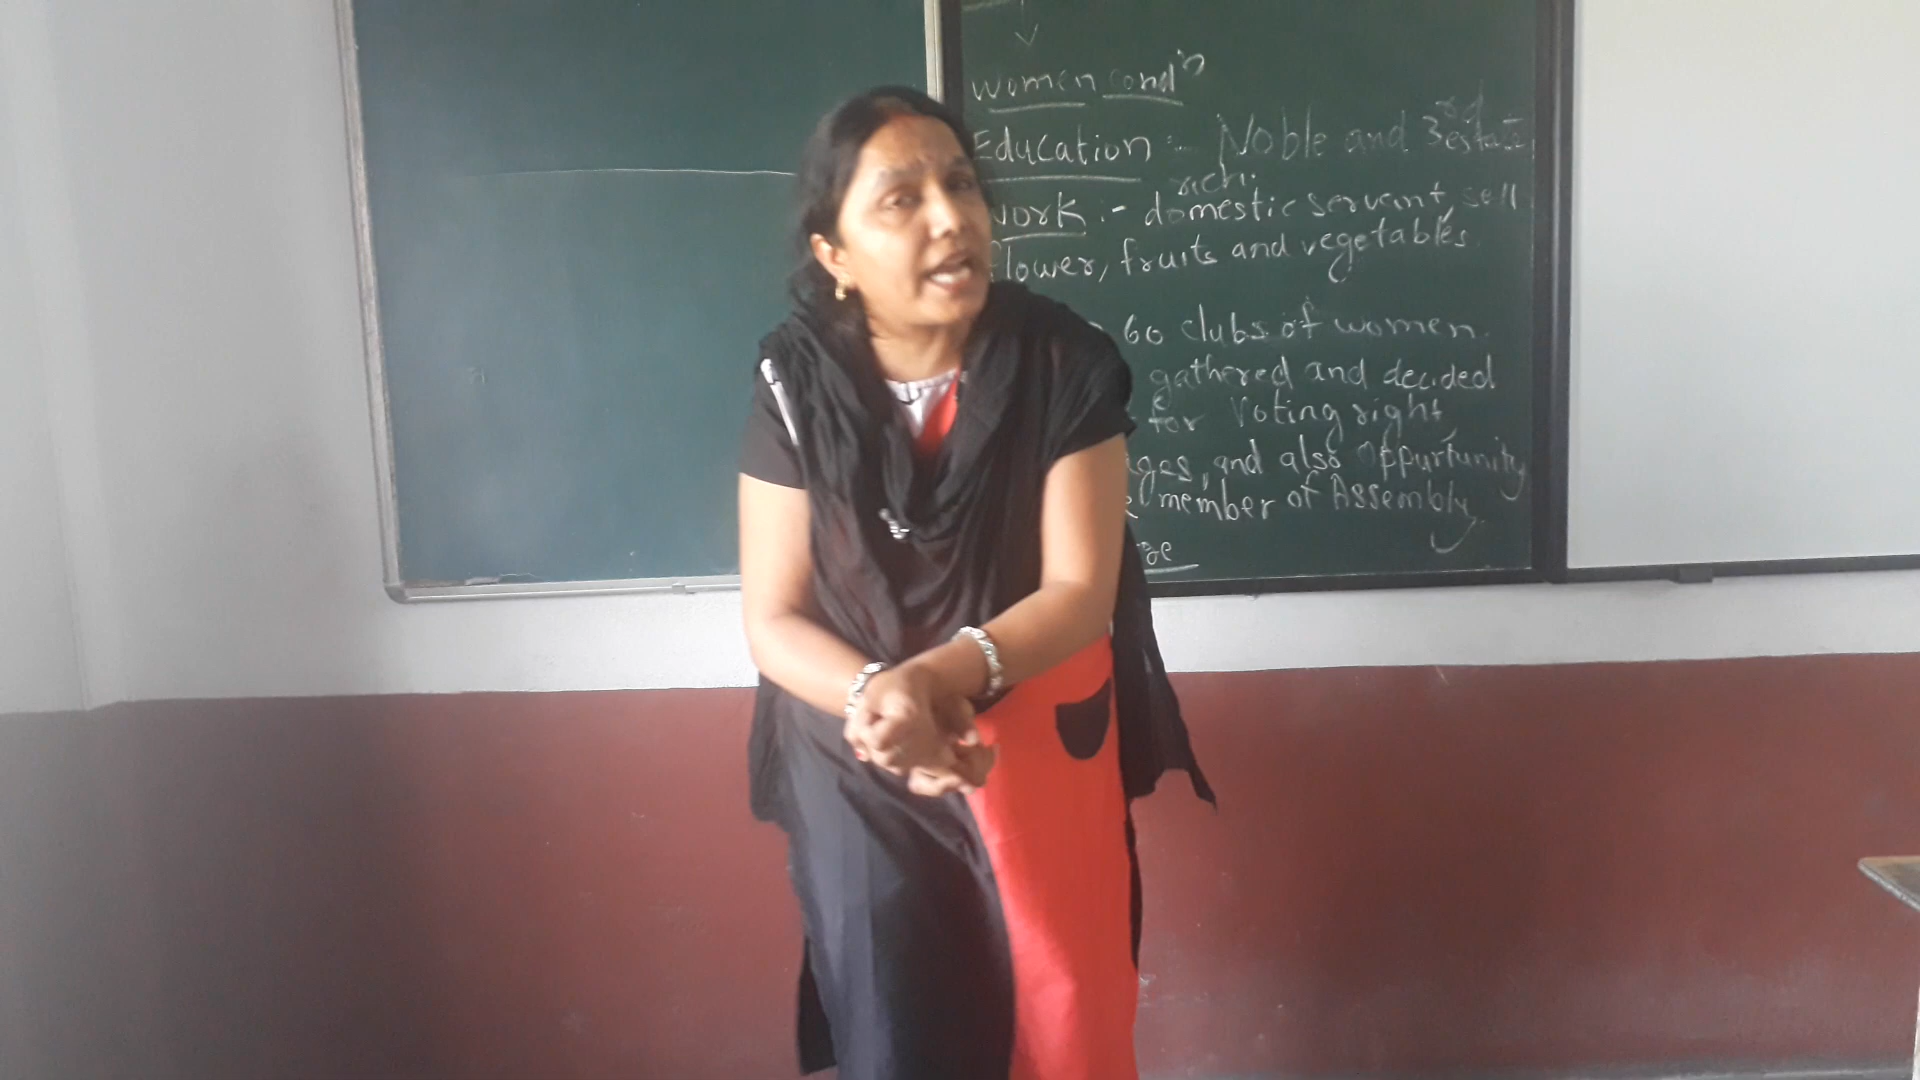 women cond'n
Education :- Noble and 3rd estate
rich.
work :- domestic servant, sell
flower, fruits and vegetables.
60 clubs of women.
gathered and decided
for Voting right
ges, and also Oppurtunity
member of Assembly